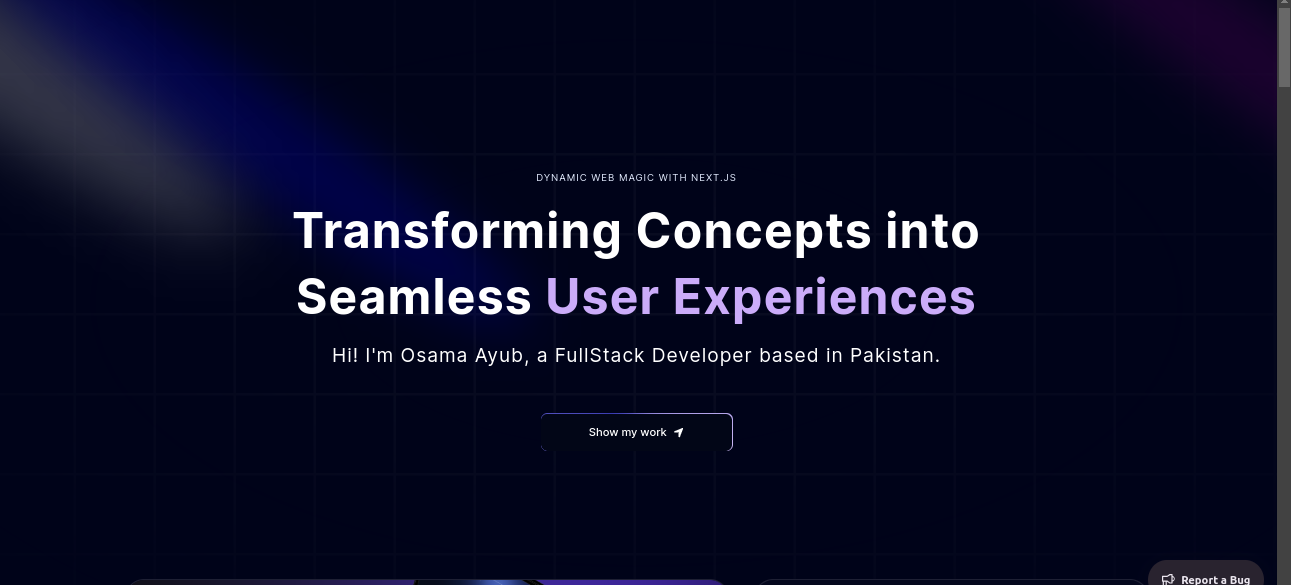 DYNAMIC WEB MAGIC WITH NEXT.JS
Transforming Concepts into
Seamless User Experiences
Hi! I'm Osama Ayub, a FullStack Developer based in Pakistan.
Show my work
Report a Bug